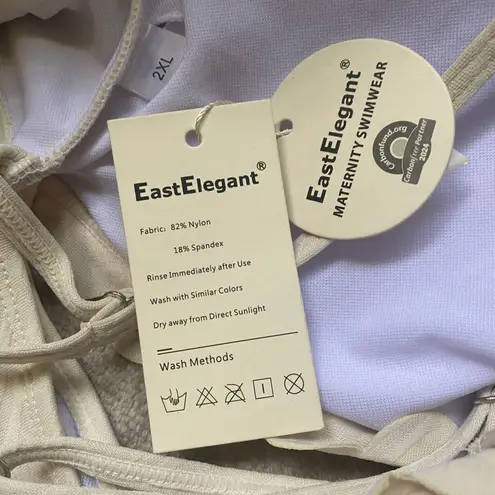 2XL
EastElegant®
MATERNITY SWIMWEAR
Carbonfund.org
Carbonfree Partner
2024
EastElegant®
Fabric: 82% Nylon
18% Spandex
Rinse Immediately after Use
Wash with Similar Colors
Dry away from Direct Sunlight
Wash Methods